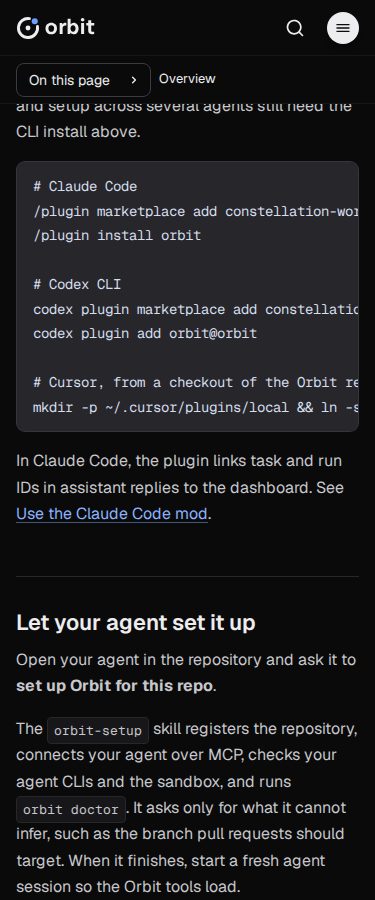 orbit
On this page
Overview
and setup across several agents still need the
CLI install above.
# Claude Code
/plugin marketplace add constellation-wor
/plugin install orbit
# Codex CLI
codex plugin marketplace add constellatio
codex plugin add orbit@orbit
# Cursor, from a checkout of the Orbit re
mkdir -p ~/.cursor/plugins/local && ln -s
In Claude Code, the plugin links task and run
IDs in assistant replies to the dashboard. See
Use the Claude Code mod.
Let your agent set it up
Open your agent in the repository and ask it to
set up Orbit for this repo.
The orbit-setup skill registers the repository,
connects your agent over MCP, checks your
agent CLIs and the sandbox, and runs
orbit doctor. It asks only for what it cannot
infer, such as the branch pull requests should
target. When it finishes, start a fresh agent
session so the Orbit tools load.